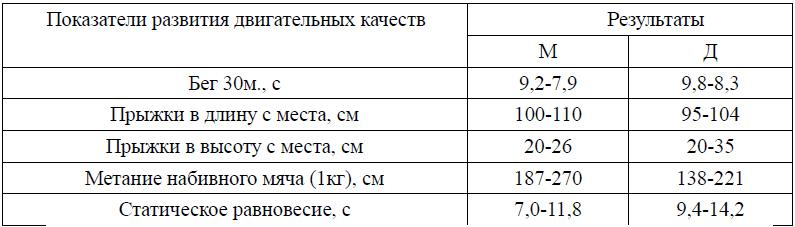 Показатели развития двигательных качеств Результаты
М Д
Бег 30м., с 9,2-7,9 9,8-8,3
Прыжки в длину с места, см 100-110 95-104
Прыжки в высоту с места, см 20-26 20-35
Метание набивного мяча (1кг), см 187-270 138-221
Статическое равновесие, с 7,0-11,8 9,4-14,2